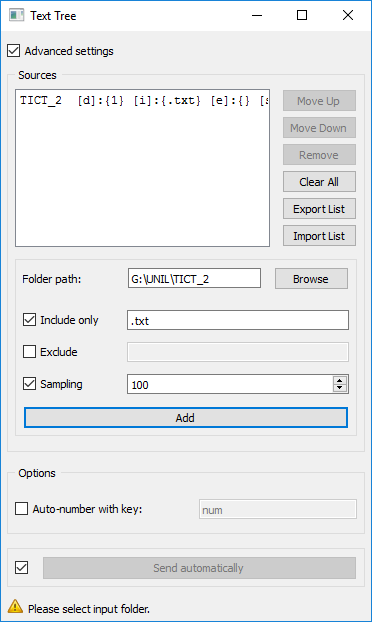 Text Tree
Advanced settings
Sources
TICT_2 [d]:{1} [i]:{.txt} [e]:{} [s
Move Up
Move Down
Remove
Clear All
Export List
Import List
Folder path:
G:\UNIL\TICT_2
Browse
Include only
.txt
Exclude
Sampling
100
Add
Options
Auto-number with key:
num
Send automatically
Please select input folder.